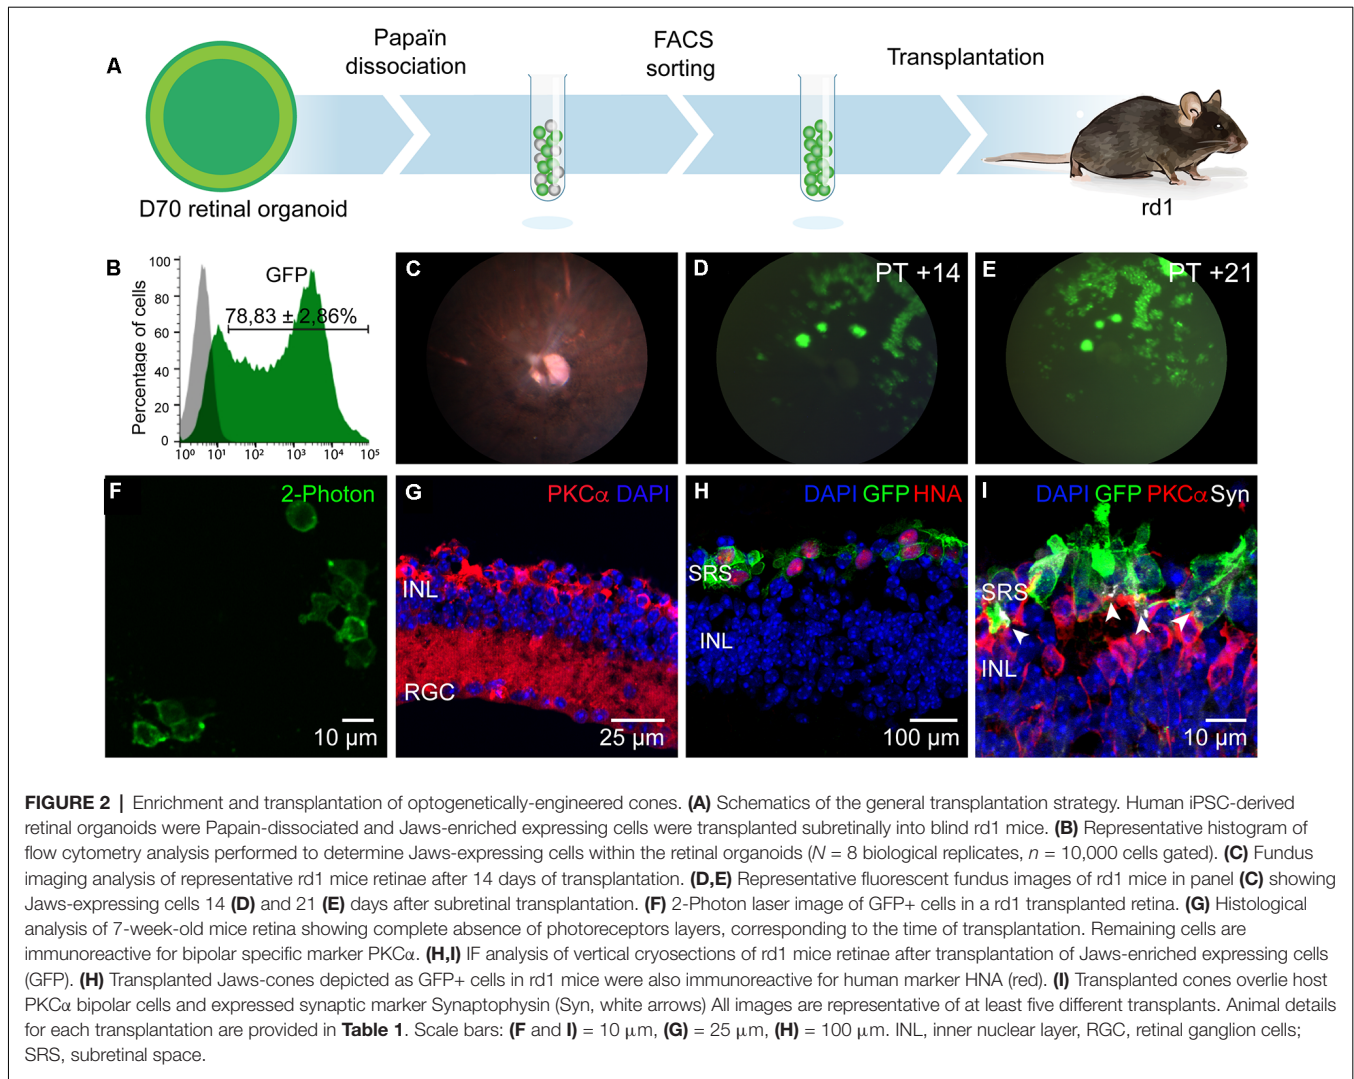 A
Papaïn
dissociation
FACS
sorting
Transplantation
D70 retinal organoid
rd1
B
Percentage of cells
100
80
60
40
20
0
GFP
78,83 ± 2,86%
10⁰ 10¹ 10² 10³ 10⁴ 10⁵
C
D
PT +14
E
PT +21
F
2-Photon
10 µm
G
PKCα DAPI
INL
RGC
25 µm
H
DAPI GFP HNA
SRS
INL
100 µm
I
DAPI GFP PKCα Syn
SRS
INL
10 µm
FIGURE 2 | Enrichment and transplantation of optogenetically-engineered cones. (A) Schematics of the general transplantation strategy. Human iPSC-derived
retinal organoids were Papain-dissociated and Jaws-enriched expressing cells were transplanted subretinally into blind rd1 mice. (B) Representative histogram of
flow cytometry analysis performed to determine Jaws-expressing cells within the retinal organoids (N = 8 biological replicates, n = 10,000 cells gated). (C) Fundus
imaging analysis of representative rd1 mice retinae after 14 days of transplantation. (D,E) Representative fluorescent fundus images of rd1 mice in panel (C) showing
Jaws-expressing cells 14 (D) and 21 (E) days after subretinal transplantation. (F) 2-Photon laser image of GFP+ cells in a rd1 transplanted retina. (G) Histological
analysis of 7-week-old mice retina showing complete absence of photoreceptors layers, corresponding to the time of transplantation. Remaining cells are
immunoreactive for bipolar specific marker PKCα. (H,I) IF analysis of vertical cryosections of rd1 mice retinae after transplantation of Jaws-enriched expressing cells
(GFP). (H) Transplanted Jaws-cones depicted as GFP+ cells in rd1 mice were also immunoreactive for human marker HNA (red). (I) Transplanted cones overlie host
PKCα bipolar cells and expressed synaptic marker Synaptophysin (Syn, white arrows) All images are representative of at least five different transplants. Animal details
for each transplantation are provided in Table 1. Scale bars: (F and I) = 10 µm, (G) = 25 µm, (H) = 100 µm. INL, inner nuclear layer, RGC, retinal ganglion cells;
SRS, subretinal space.